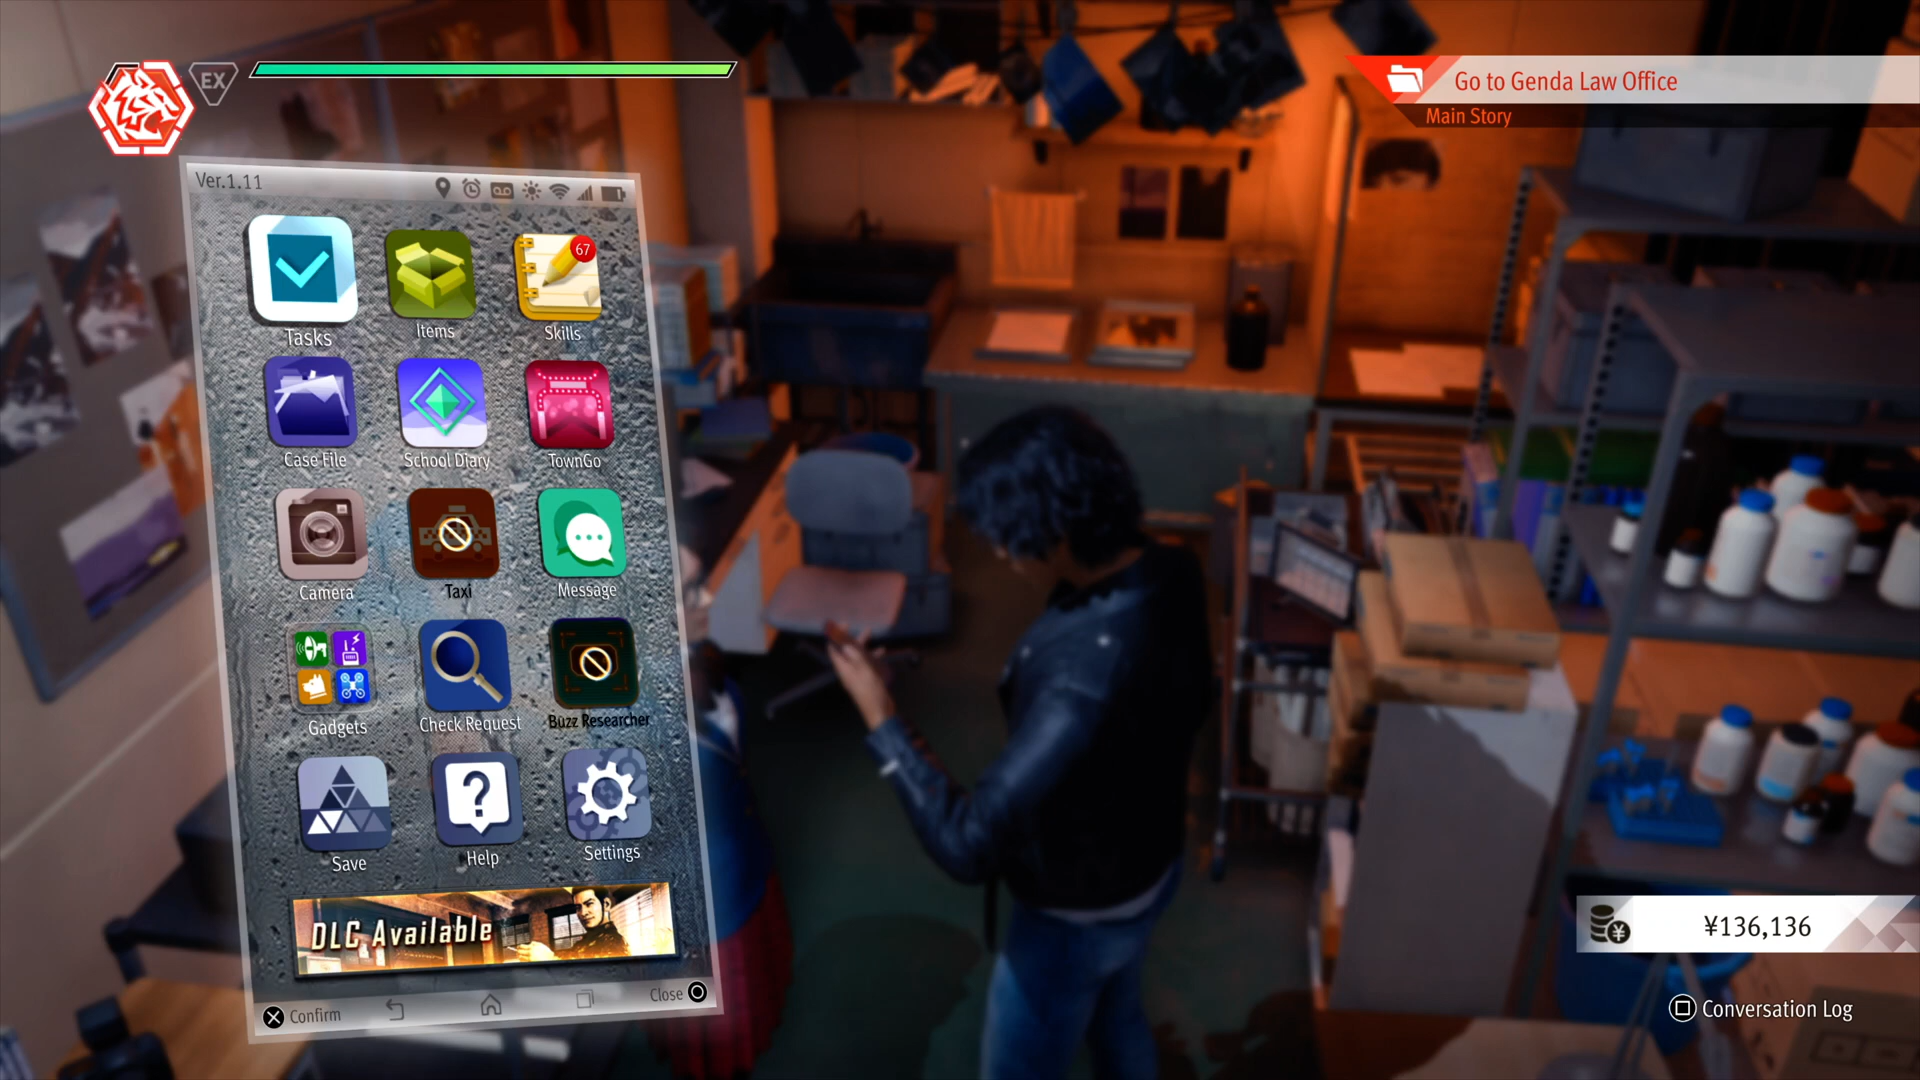 EX
Go to Genda Law Office
Main Story
Ver.1.11
67
Tasks
Items
Skills
Case File
School Diary
TownGo
Camera
Taxi
Message
Gadgets
Check Request
Buzz Researcher
Save
Help
Settings
DLC Available
Confirm
Close
¥136,136
Conversation Log